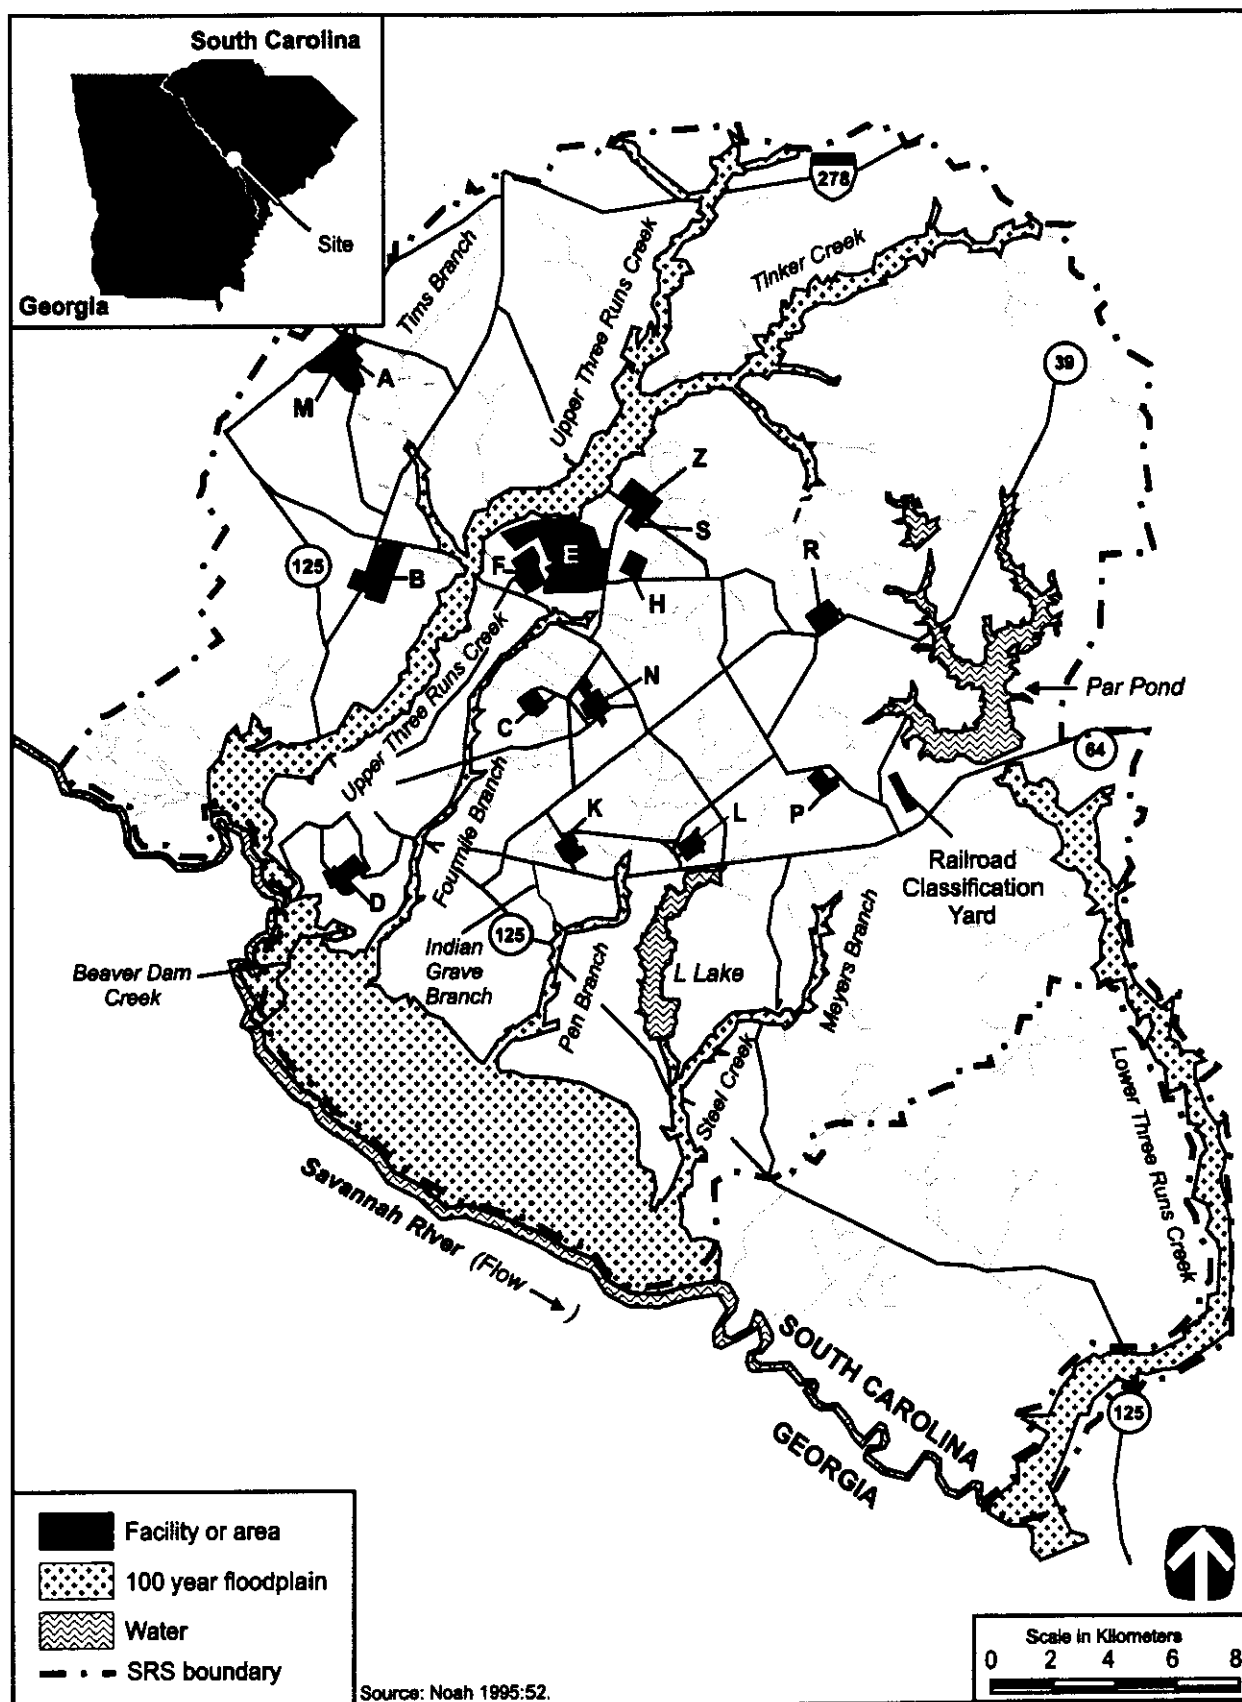 South Carolina
Site
Georgia
278
Tims Branch
Upper Three Runs Creek
Tinker Creek
39
A
M
Z
S
R
E
F
125
B
H
Upper Three Runs Creek
N
C
Par Pond
64
Fourmile Branch
K
L
P
Railroad
Classification
Yard
D
125
Indian
Grave
Branch
Beaver Dam
Creek
Pen Branch
L Lake
Meyers Branch
Steel Creek
Lower Three Runs Creek
Savannah River (Flow )
SOUTH CAROLINA
GEORGIA
125
Facility or area
100 year floodplain
Water
SRS boundary
Source: Noah 1995:52.
Scale in Kilometers
0 2 4 6 8